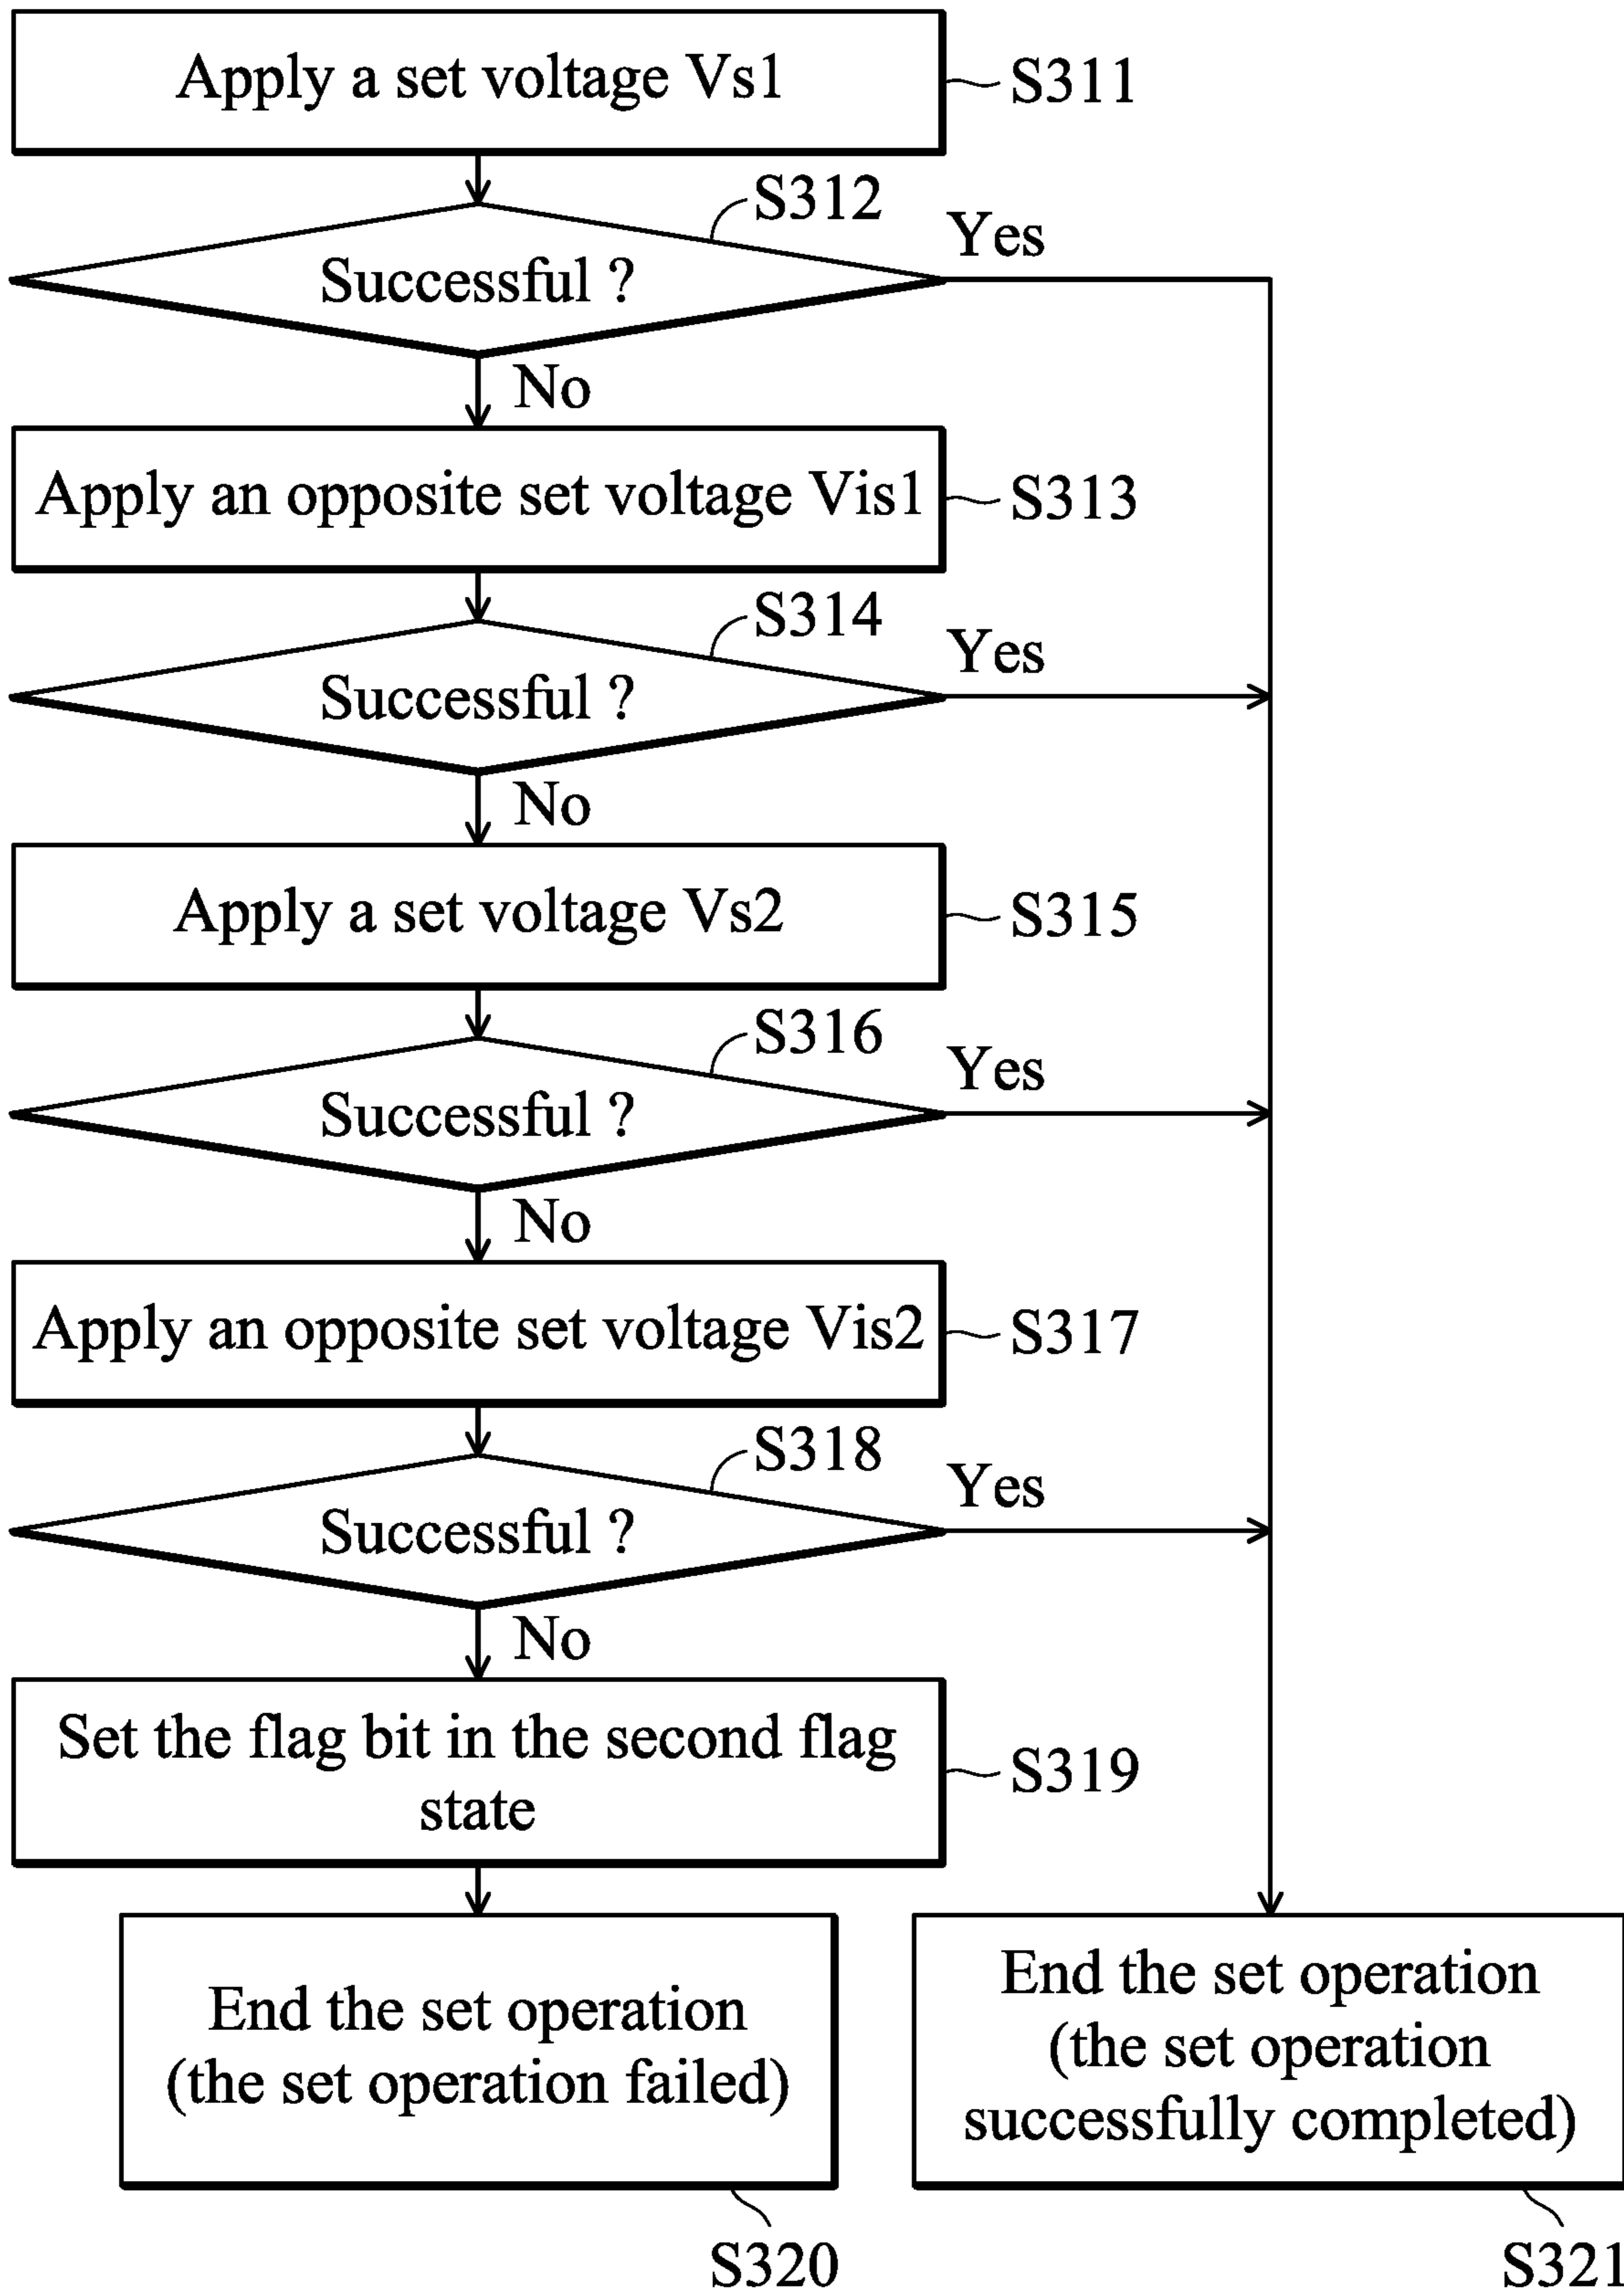 Apply a set voltage Vs1
S311
S312
Yes
Successful ?
No
Apply an opposite set voltage Vis1
S313
S314
Yes
Successful ?
No
Apply a set voltage Vs2
S315
S316
Yes
Successful ?
No
Apply an opposite set voltage Vis2
S317
S318
Yes
Successful ?
No
Set the flag bit in the second flag
state
S319
End the set operation
(the set operation failed)
S320
End the set operation
(the set operation
successfully completed)
S321